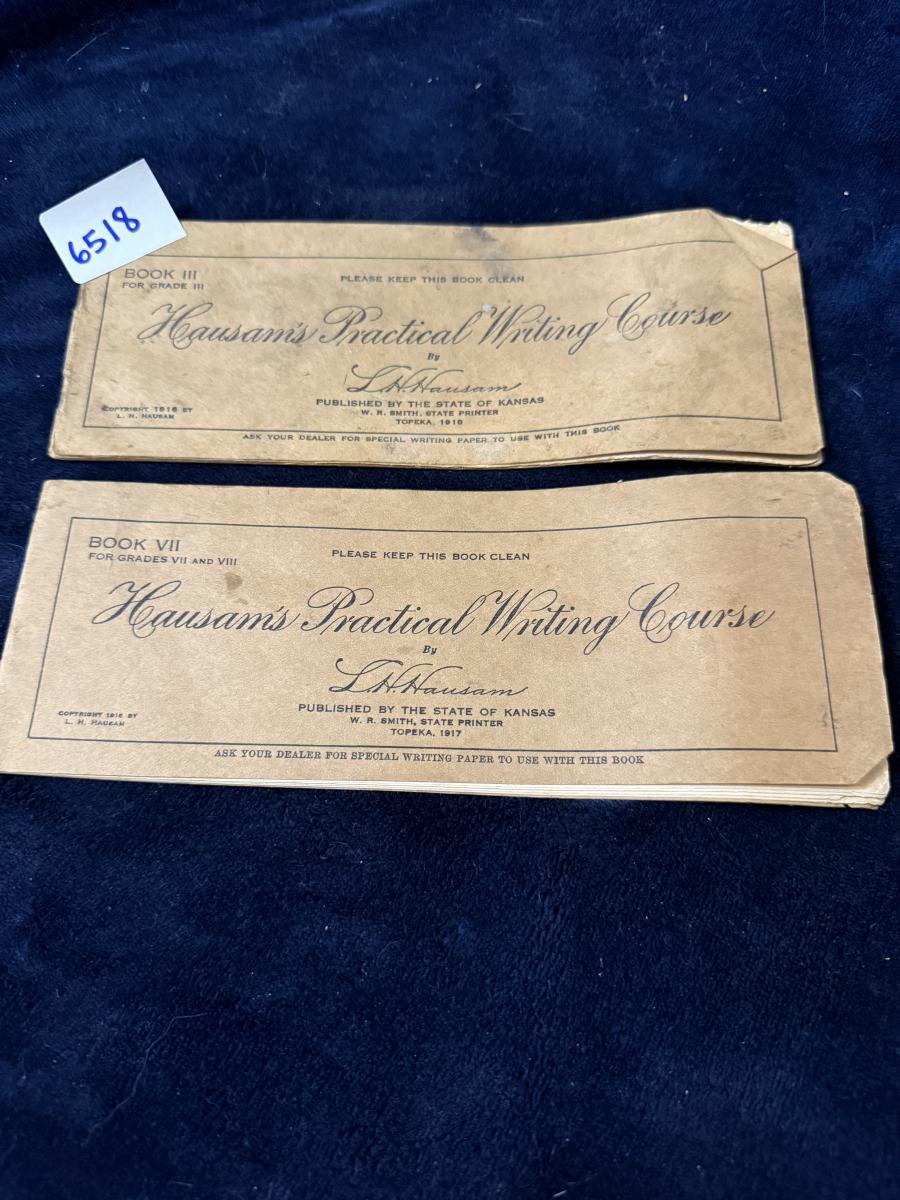 6518
BOOK III
FOR GRADE III
PLEASE KEEP THIS BOOK CLEAN
Hausam's Practical Writing Course
By
L.H. Hausam
PUBLISHED BY THE STATE OF KANSAS
W. R. SMITH, STATE PRINTER
TOPEKA, 1918
COPYRIGHT 1916 BY
L. H. HAUSAM
ASK YOUR DEALER FOR SPECIAL WRITING PAPER TO USE WITH THIS BOOK
BOOK VII
FOR GRADES VII AND VIII
PLEASE KEEP THIS BOOK CLEAN
Hausam's Practical Writing Course
By
L.H. Hausam
PUBLISHED BY THE STATE OF KANSAS
W. R. SMITH, STATE PRINTER
TOPEKA, 1917
COPYRIGHT 1916 BY
L. H. HAUSAM
ASK YOUR DEALER FOR SPECIAL WRITING PAPER TO USE WITH THIS BOOK